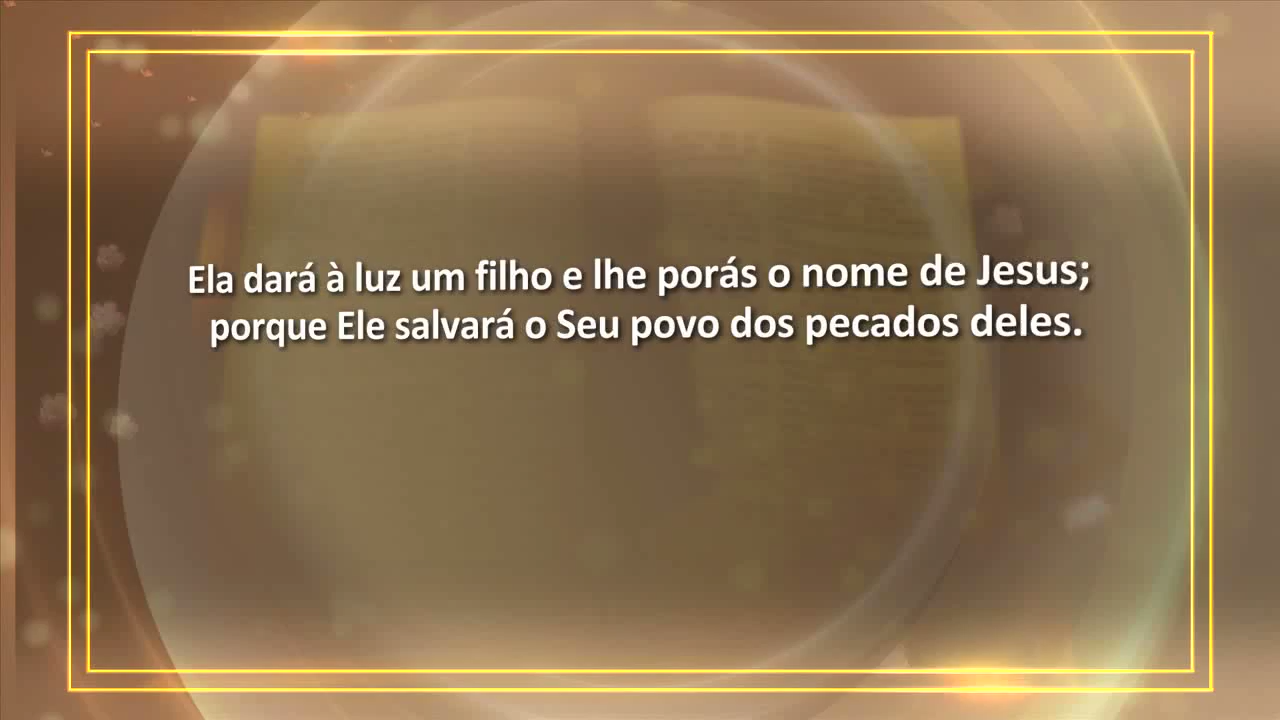 Ela dará à luz um filho e lhe porás o nome de Jesus;
porque Ele salvará o Seu povo dos pecados deles.